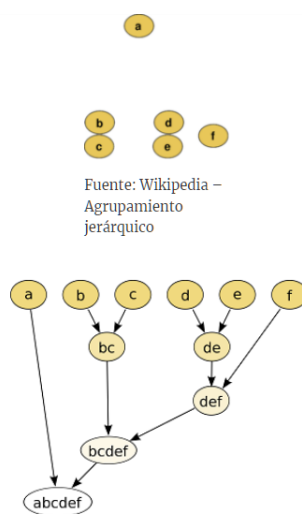 a
b d
f
c e
Fuente: Wikipedia –
Agrupamiento
jerárquico
a b c d e f
bc de
def
bcdef
abcdef